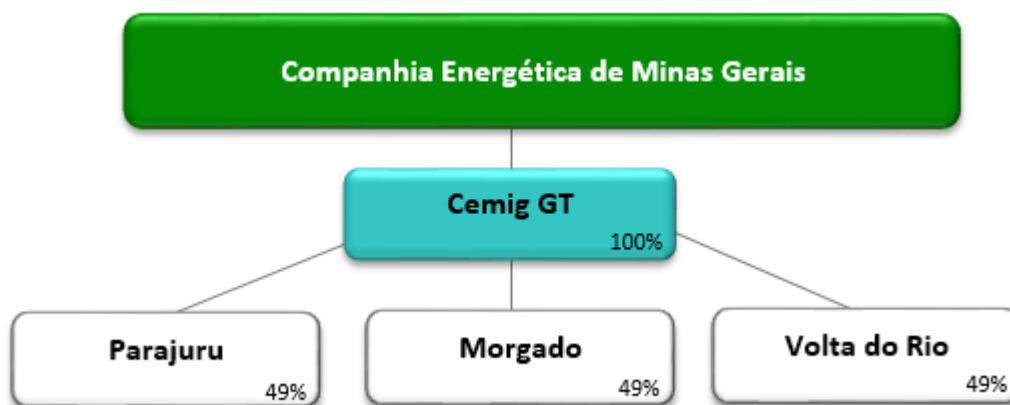 Companhia Energética de Minas Gerais
Cemig GT
100%
Parajuru
49%
Morgado
49%
Volta do Rio
49%